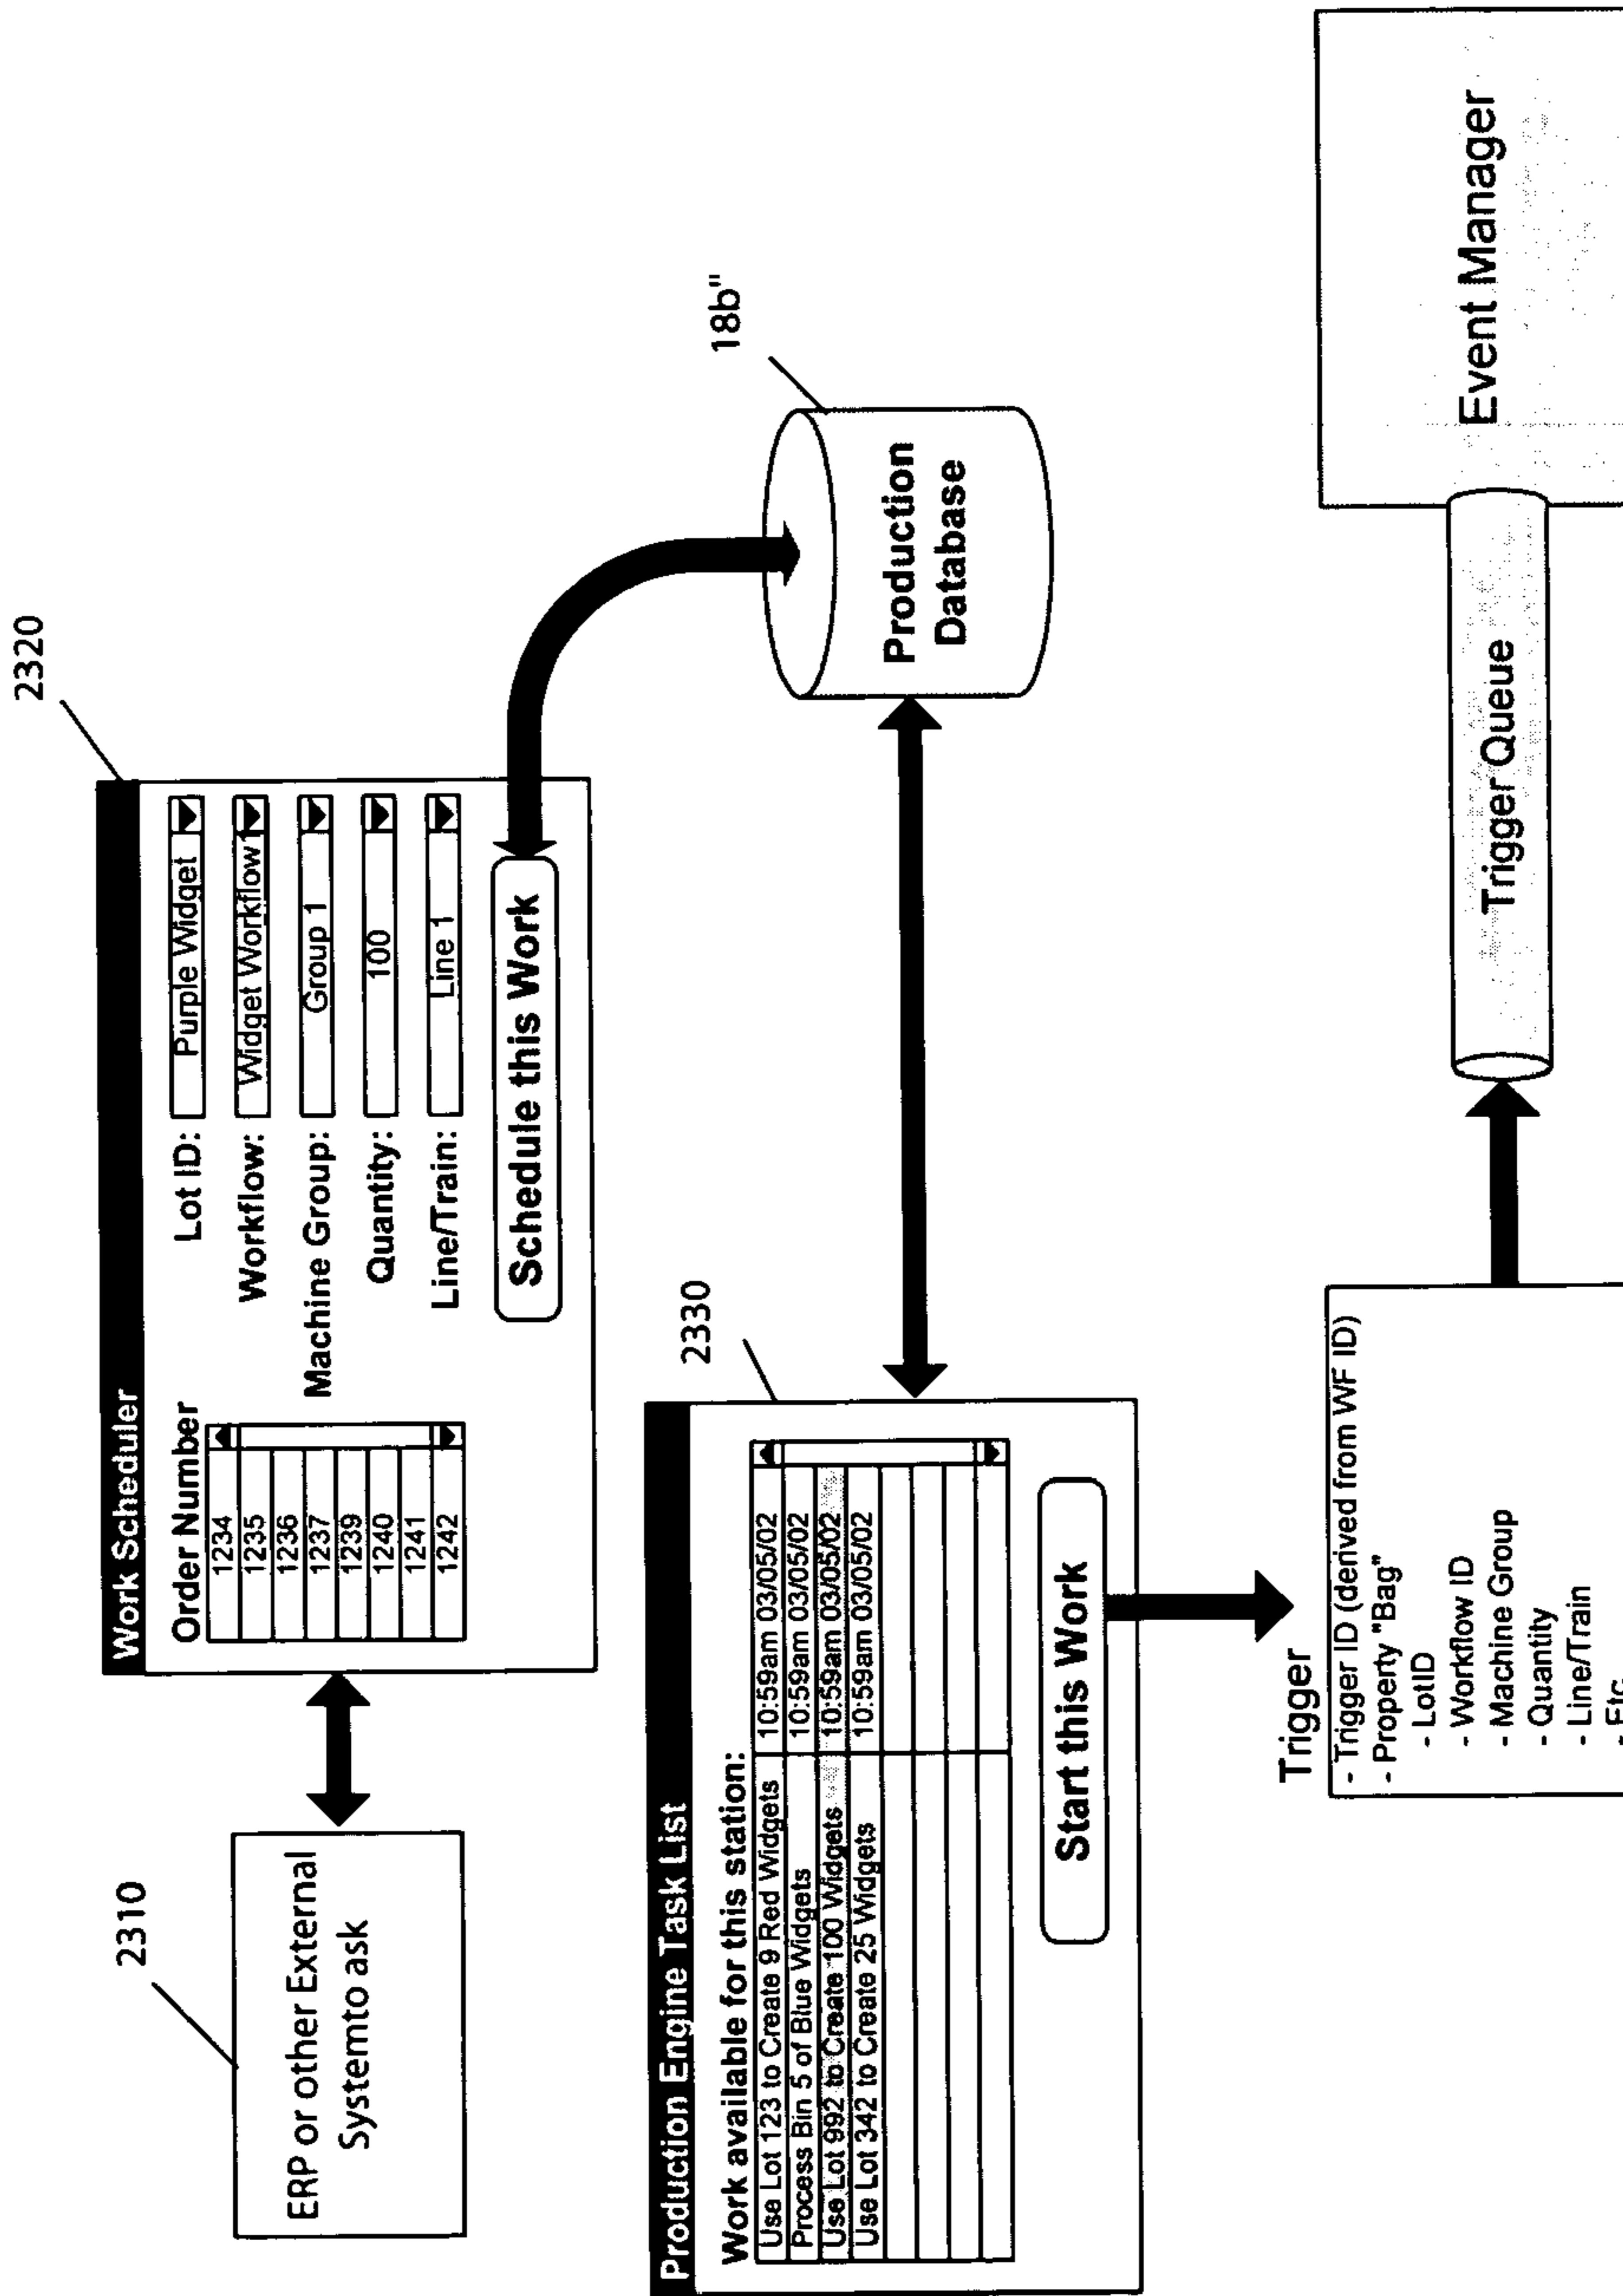 2310
ERP or other External
Systemto ask
2320
Work Scheduler
Order Number
1234
1235
1236
1237
1239
1240
1241
1242
Lot ID: Purple Widget
Workflow: Widget Workflow1
Machine Group: Group 1
Quantity: 100
Line/Train: Line 1
Schedule this Work
18b"
Production
Database
2330
Production Engine Task List
Work available for this station:
Use Lot 123 to Create 9 Red Widgets 10:59am 03/05/02
Process Bin 5 of Blue Widgets 10:59am 03/05/02
Use Lot 992 to Create 100 Widgets 10:59am 03/05/02
Use Lot 342 to Create 25 Widgets 10:59am 03/05/02
Start this Work
Trigger
- Trigger ID (derived from WF ID)
- Property "Bag"
- LotID
- Workflow ID
- Machine Group
- Quantity
- Line/Train
- Etc
Trigger Queue
Event Manager